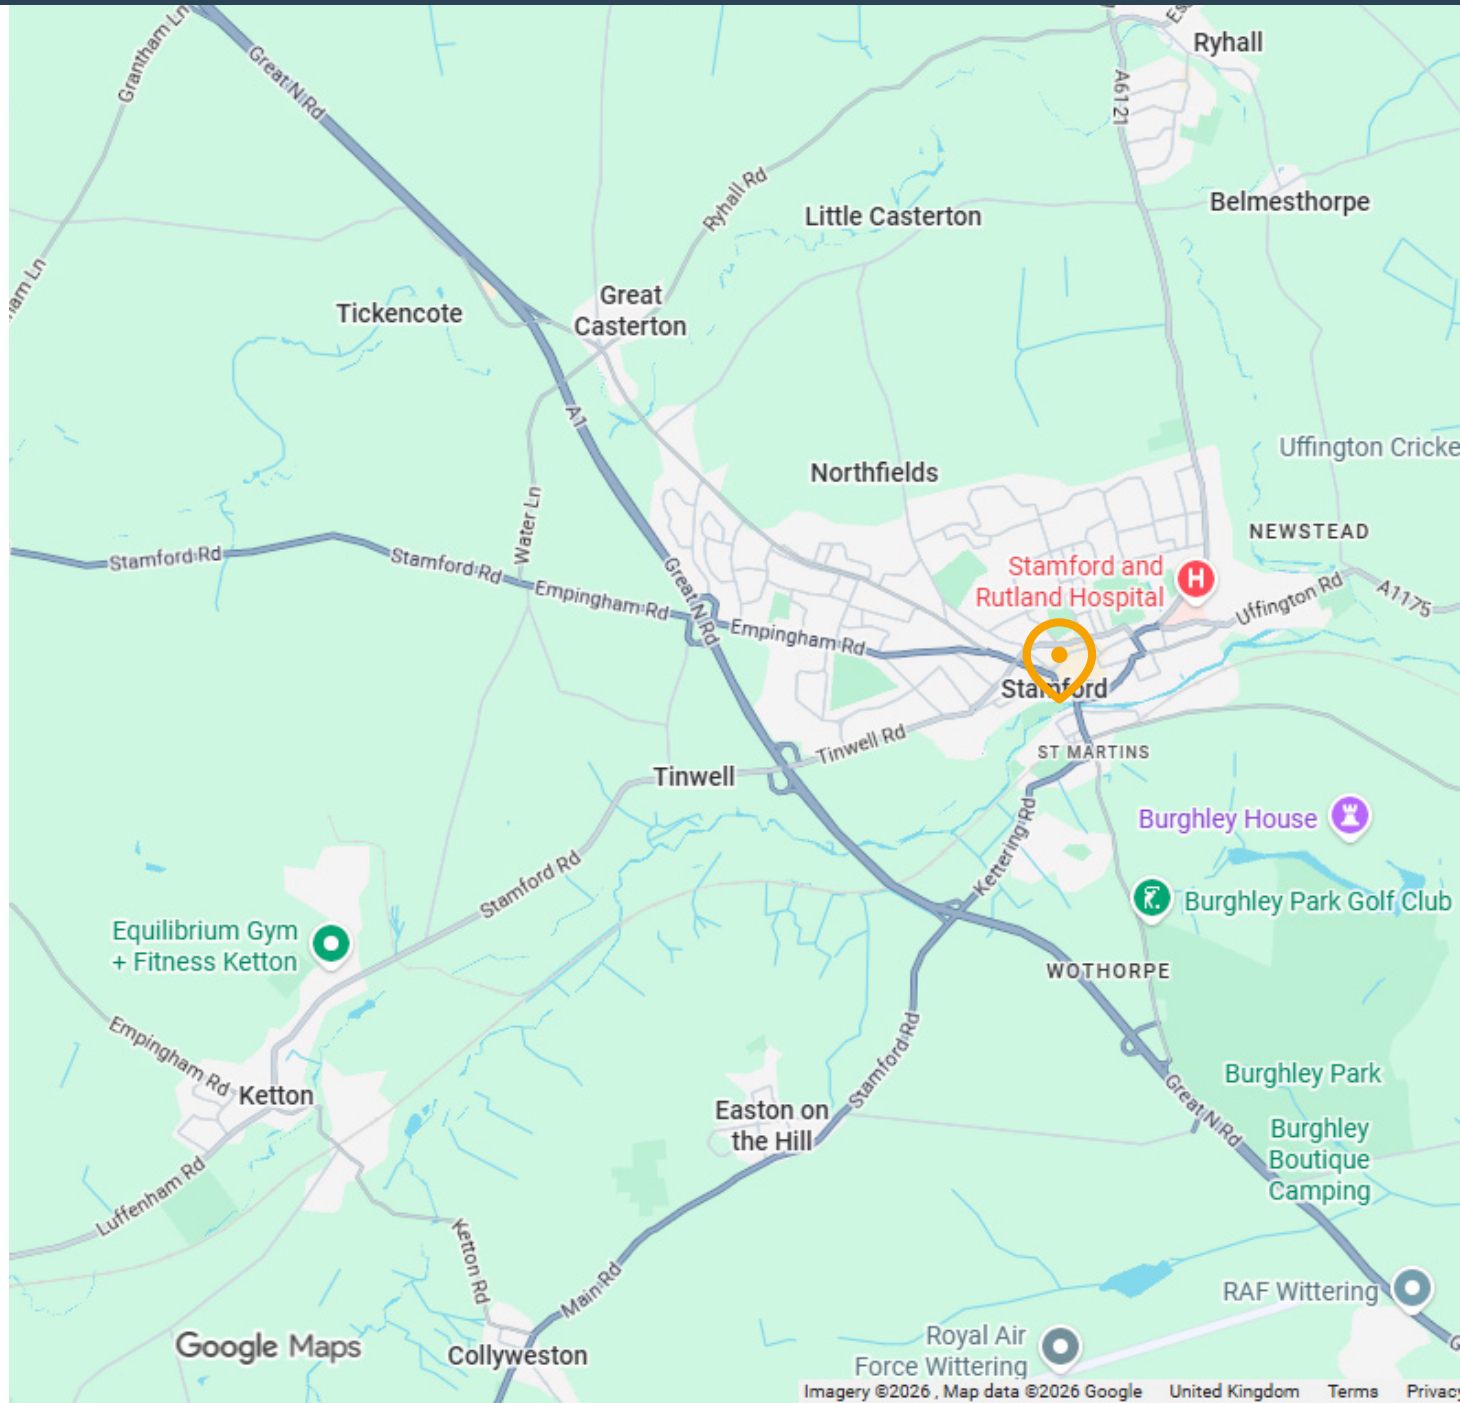 Grantham Ln
Great N Rd
Ryhall
A6121
Ryhall Rd
Little Casterton
Belmesthorpe
Tickencote
Great
Casterton
A1
Northfields
Uffington Cricke
Water Ln
NEWSTEAD
Stamford Rd
Stamford Rd
Empingham Rd
Great N Rd
Empingham Rd
Stamford and
Rutland Hospital
H
Uffington Rd
A1175
Stamford
Tinwell Rd
ST MARTINS
Tinwell
Kettering Rd
Burghley House
Stamford Rd
Burghley Park Golf Club
Equilibrium Gym
+ Fitness Ketton
WOTHORPE
Empingham Rd
Ketton
Stamford Rd
Burghley Park
Great N Rd
Easton on
the Hill
Burghley
Boutique
Camping
Luffenham Rd
Ketton Rd
Main Rd
RAF Wittering
Royal Air
Force Wittering
Collyweston
Google Maps
Imagery ©2026 , Map data ©2026 Google United Kingdom Terms Privacy